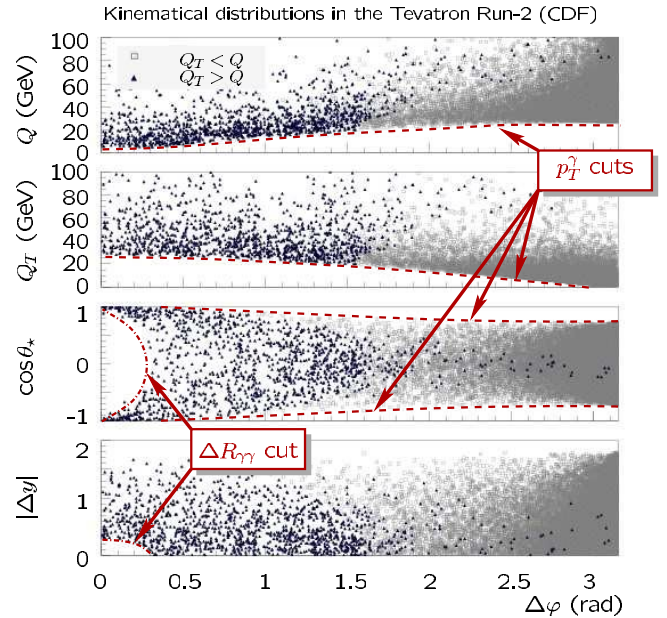 Kinematical distributions in the Tevatron Run-2 (CDF)
Q_T < Q
Q_T > Q
Q (GeV)
100
80
60
40
20
0
p_T^γ cuts
Q_T (GeV)
100
80
60
40
20
0
cosθ⋆
1
0
-1
ΔR_γγ cut
|Δy|
2
1
0
0 0.5 1 1.5 2 2.5 3
Δφ (rad)